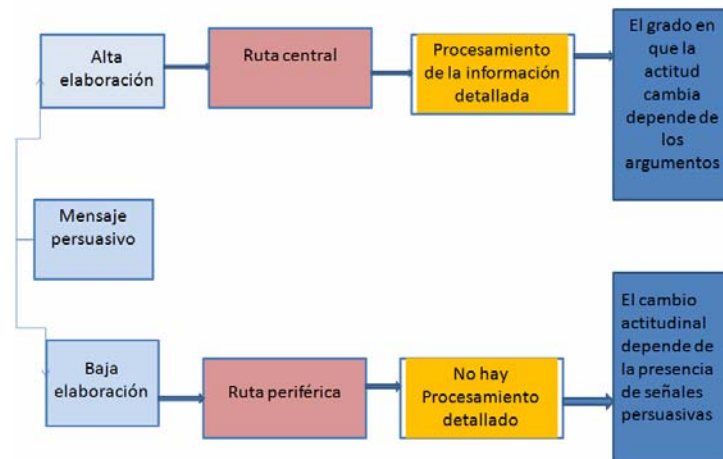 Alta
elaboración
Ruta central
Procesamiento
de la información
detallada
El grado en
que la
actitud
cambia
depende de
los
argumentos
Mensaje
persuasivo
Baja
elaboración
Ruta periférica
No hay
Procesamiento
detallado
El cambio
actitudinal
depende de
la presencia
de señales
persuasivas